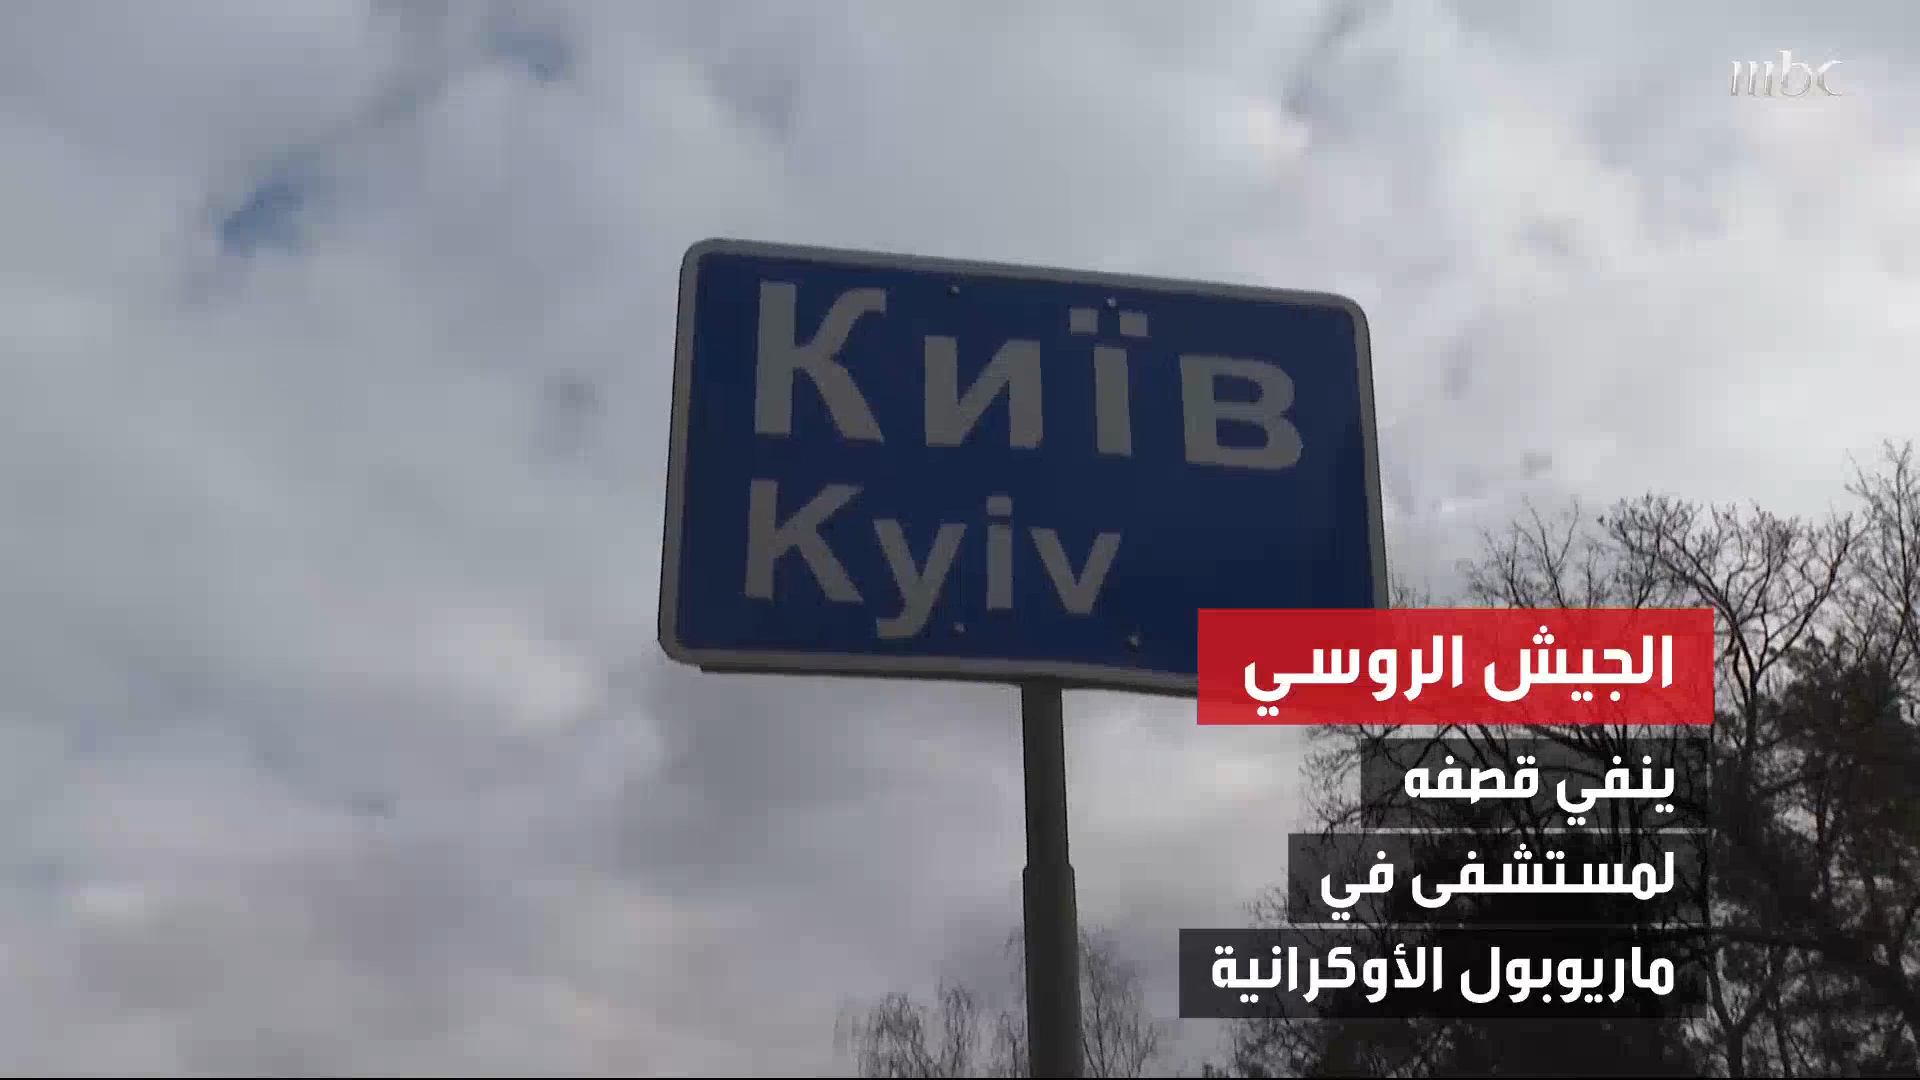 mbc
Київ
Kyiv
الجيش الروسي
ينفي قصفه
لمستشفى في
ماريوبول الأوكرانية